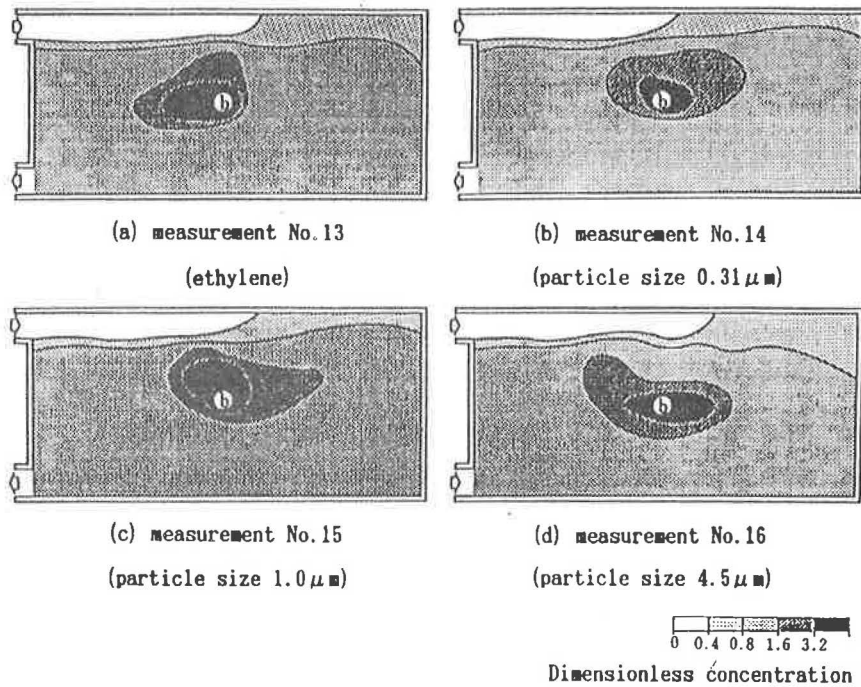 b
b
(a) measurement No.13
(b) measurement No.14
(ethylene)
(particle size 0.31μm)
b
b
(c) measurement No.15
(d) measurement No.16
(particle size 1.0μm)
(particle size 4.5μm)
0 0.4 0.8 1.6 3.2
Dimensionless concentration